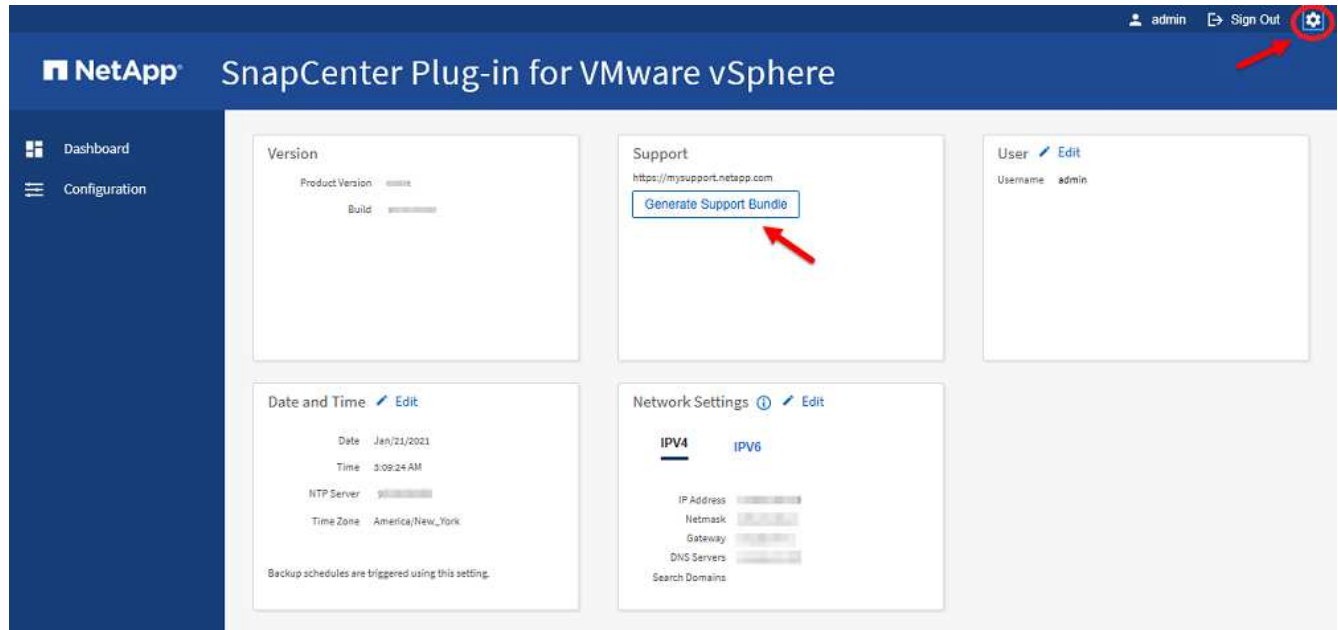 admin Sign Out
NetApp SnapCenter Plug-in for VMware vSphere
Dashboard
Configuration
Version
Product Version
Build
Support
https://mysupport.netapp.com
Generate Support Bundle
User Edit
Username admin
Date and Time Edit
Date Jan/21/2021
Time 3:09:24 AM
NTP Server
Time Zone America/New_York
Backup schedules are triggered using this setting.
Network Settings Edit
IPV4 IPV6
IP Address
Netmask
Gateway
DNS Servers
Search Domains